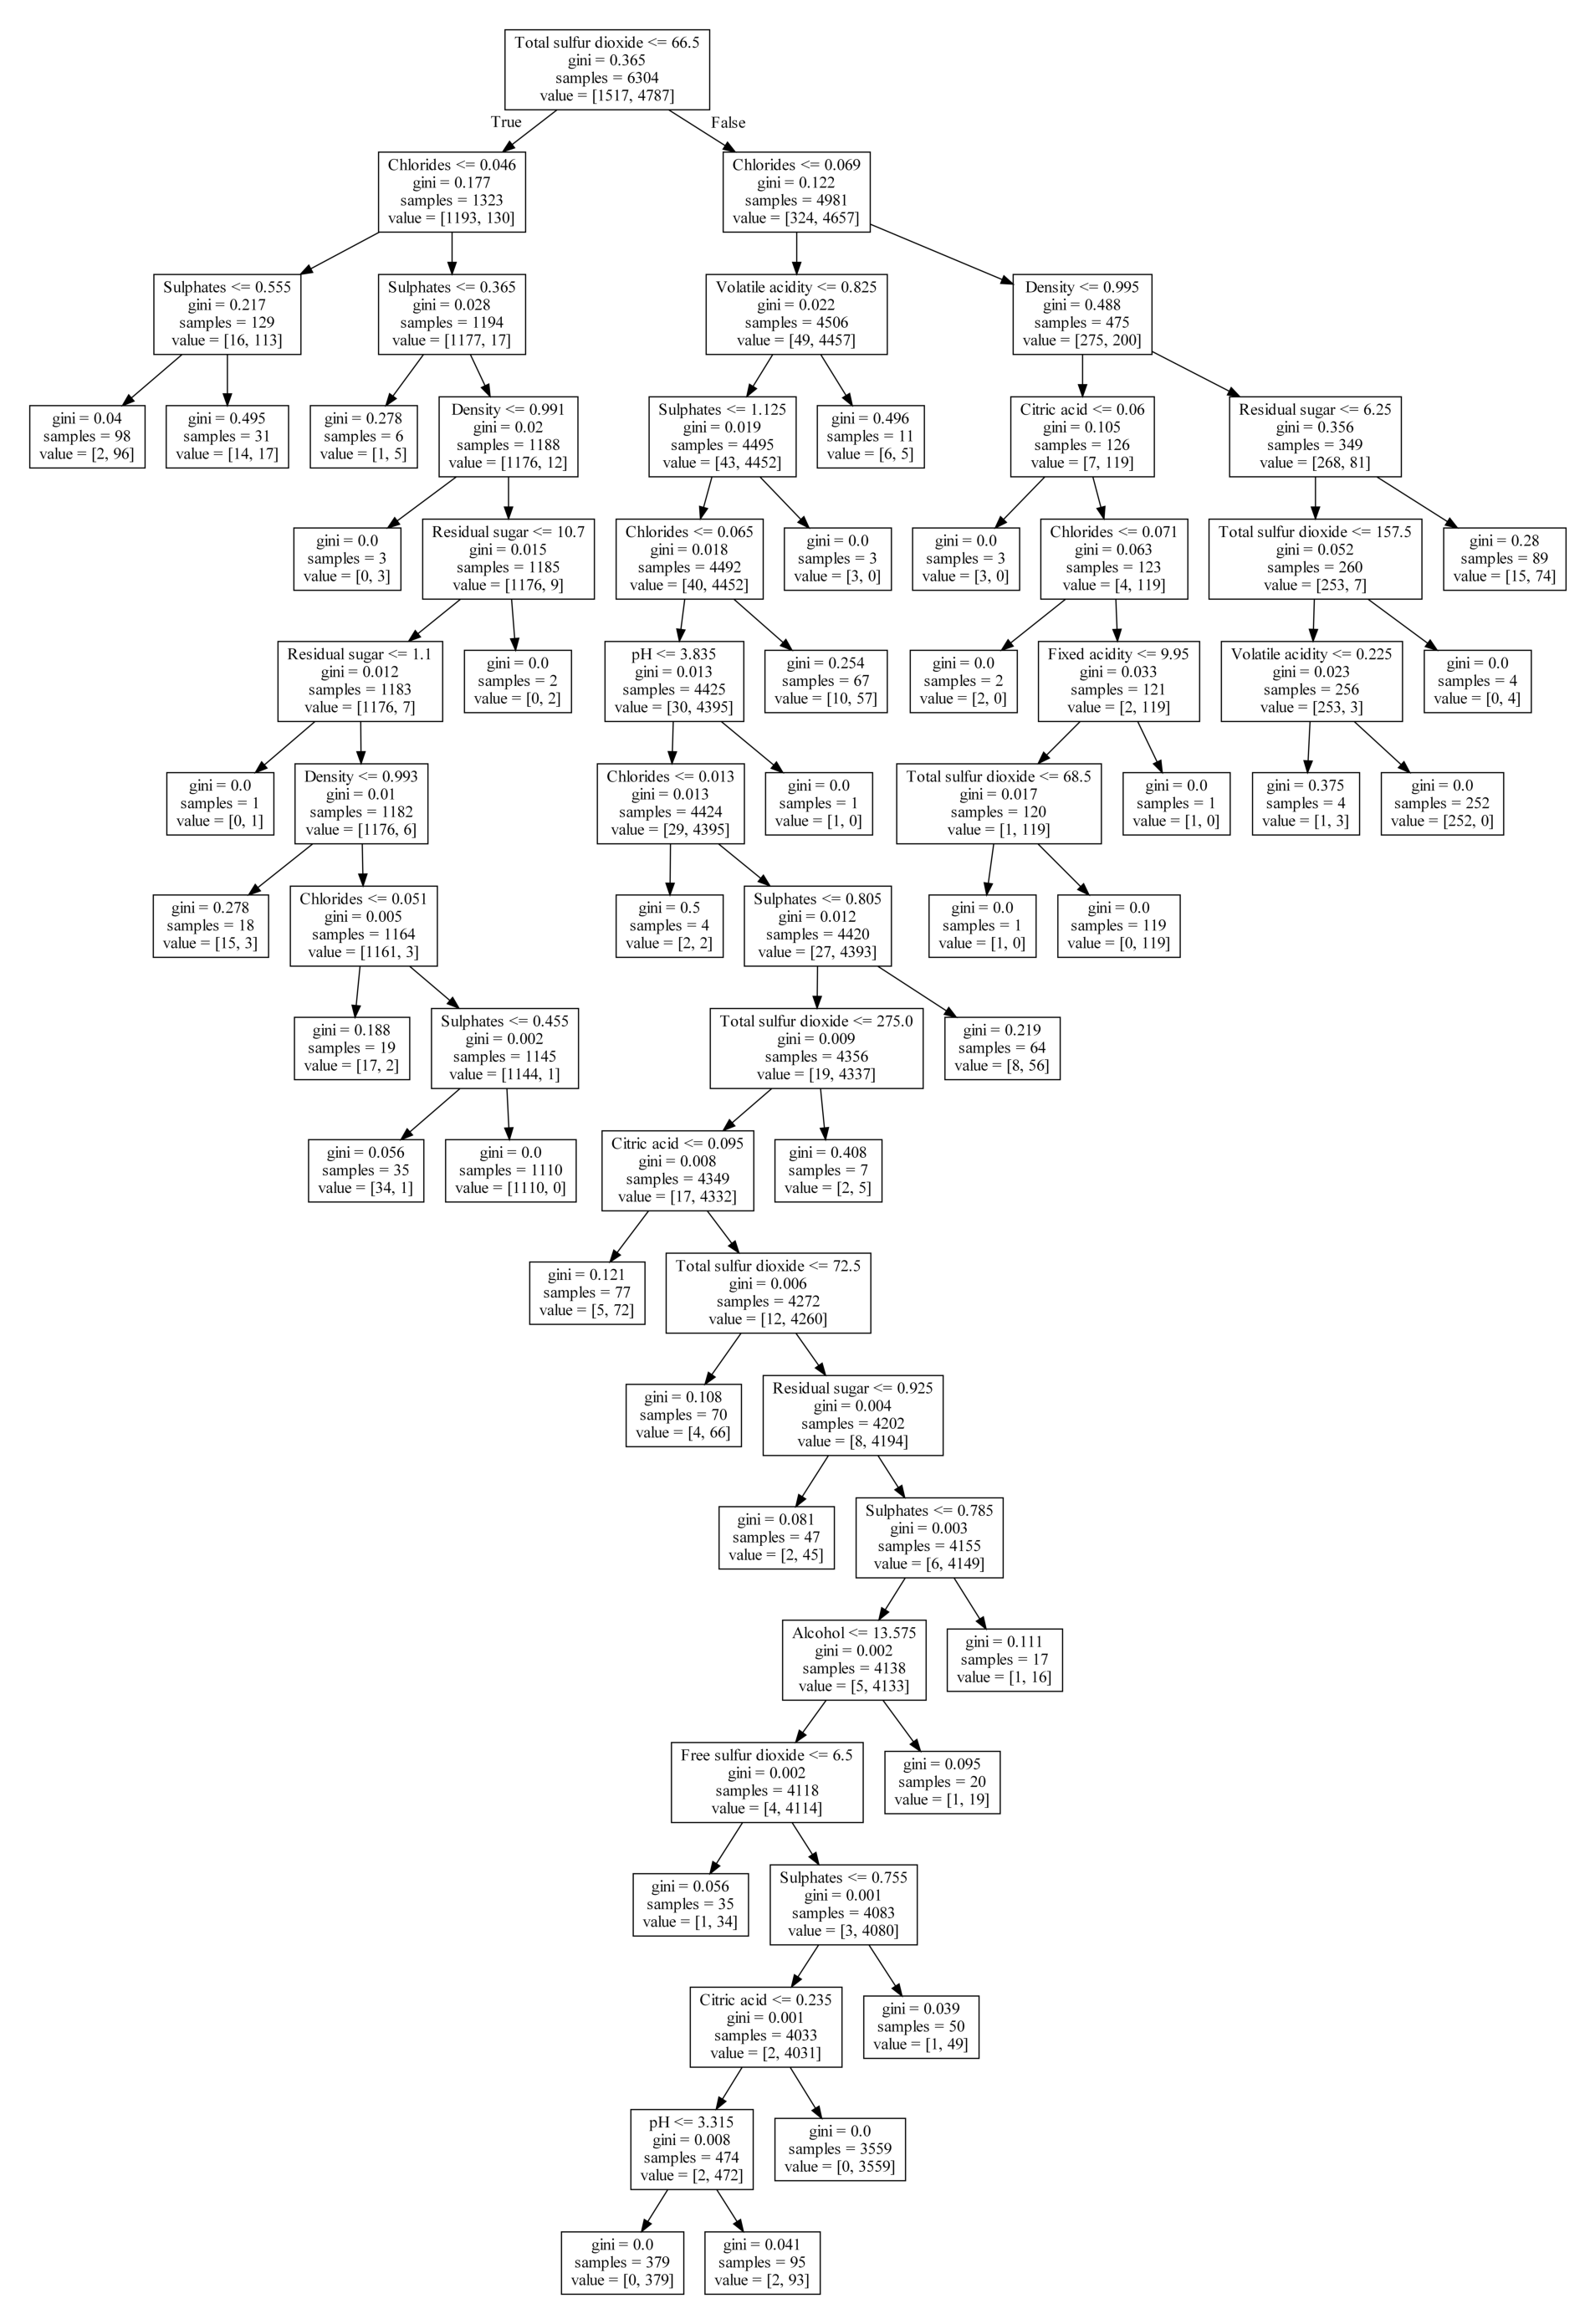 Total sulfur dioxide <= 66.5
gini = 0.365
samples = 6304
value = [1517, 4787]
True
False
Chlorides <= 0.046
gini = 0.177
samples = 1323
value = [1193, 130]
Chlorides <= 0.069
gini = 0.122
samples = 4981
value = [324, 4657]
Sulphates <= 0.555
gini = 0.217
samples = 129
value = [16, 113]
Sulphates <= 0.365
gini = 0.028
samples = 1194
value = [1177, 17]
Volatile acidity <= 0.825
gini = 0.022
samples = 4506
value = [49, 4457]
Density <= 0.995
gini = 0.488
samples = 475
value = [275, 200]
gini = 0.04
samples = 98
value = [2, 96]
gini = 0.495
samples = 31
value = [14, 17]
gini = 0.278
samples = 6
value = [1, 5]
Density <= 0.991
gini = 0.02
samples = 1188
value = [1176, 12]
Sulphates <= 1.125
gini = 0.019
samples = 4495
value = [43, 4452]
gini = 0.496
samples = 11
value = [6, 5]
Citric acid <= 0.06
gini = 0.105
samples = 126
value = [7, 119]
Residual sugar <= 6.25
gini = 0.356
samples = 349
value = [268, 81]
gini = 0.0
samples = 3
value = [0, 3]
Residual sugar <= 10.7
gini = 0.015
samples = 1185
value = [1176, 9]
Chlorides <= 0.065
gini = 0.018
samples = 4492
value = [40, 4452]
gini = 0.0
samples = 3
value = [3, 0]
gini = 0.0
samples = 3
value = [3, 0]
Chlorides <= 0.071
gini = 0.063
samples = 123
value = [4, 119]
Total sulfur dioxide <= 157.5
gini = 0.052
samples = 260
value = [253, 7]
gini = 0.28
samples = 89
value = [15, 74]
Residual sugar <= 1.1
gini = 0.012
samples = 1183
value = [1176, 7]
gini = 0.0
samples = 2
value = [0, 2]
pH <= 3.835
gini = 0.013
samples = 4425
value = [30, 4395]
gini = 0.254
samples = 67
value = [10, 57]
gini = 0.0
samples = 2
value = [2, 0]
Fixed acidity <= 9.95
gini = 0.033
samples = 121
value = [2, 119]
Volatile acidity <= 0.225
gini = 0.023
samples = 256
value = [253, 3]
gini = 0.0
samples = 4
value = [0, 4]
gini = 0.0
samples = 1
value = [0, 1]
Density <= 0.993
gini = 0.01
samples = 1182
value = [1176, 6]
Chlorides <= 0.013
gini = 0.013
samples = 4424
value = [29, 4395]
gini = 0.0
samples = 1
value = [1, 0]
Total sulfur dioxide <= 68.5
gini = 0.017
samples = 120
value = [1, 119]
gini = 0.0
samples = 1
value = [1, 0]
gini = 0.375
samples = 4
value = [1, 3]
gini = 0.0
samples = 252
value = [252, 0]
gini = 0.278
samples = 18
value = [15, 3]
Chlorides <= 0.051
gini = 0.005
samples = 1164
value = [1161, 3]
gini = 0.5
samples = 4
value = [2, 2]
Sulphates <= 0.805
gini = 0.012
samples = 4420
value = [27, 4393]
gini = 0.0
samples = 1
value = [1, 0]
gini = 0.0
samples = 119
value = [0, 119]
gini = 0.188
samples = 19
value = [17, 2]
Sulphates <= 0.455
gini = 0.002
samples = 1145
value = [1144, 1]
Total sulfur dioxide <= 275.0
gini = 0.009
samples = 4356
value = [19, 4337]
gini = 0.219
samples = 64
value = [8, 56]
gini = 0.056
samples = 35
value = [34, 1]
gini = 0.0
samples = 1110
value = [1110, 0]
Citric acid <= 0.095
gini = 0.008
samples = 4349
value = [17, 4332]
gini = 0.408
samples = 7
value = [2, 5]
gini = 0.121
samples = 77
value = [5, 72]
Total sulfur dioxide <= 72.5
gini = 0.006
samples = 4272
value = [12, 4260]
gini = 0.108
samples = 70
value = [4, 66]
Residual sugar <= 0.925
gini = 0.004
samples = 4202
value = [8, 4194]
gini = 0.081
samples = 47
value = [2, 45]
Sulphates <= 0.785
gini = 0.003
samples = 4155
value = [6, 4149]
Alcohol <= 13.575
gini = 0.002
samples = 4138
value = [5, 4133]
gini = 0.111
samples = 17
value = [1, 16]
Free sulfur dioxide <= 6.5
gini = 0.002
samples = 4118
value = [4, 4114]
gini = 0.095
samples = 20
value = [1, 19]
gini = 0.056
samples = 35
value = [1, 34]
Sulphates <= 0.755
gini = 0.001
samples = 4083
value = [3, 4080]
Citric acid <= 0.235
gini = 0.001
samples = 4033
value = [2, 4031]
gini = 0.039
samples = 50
value = [1, 49]
pH <= 3.315
gini = 0.008
samples = 474
value = [2, 472]
gini = 0.0
samples = 3559
value = [0, 3559]
gini = 0.0
samples = 379
value = [0, 379]
gini = 0.041
samples = 95
value = [2, 93]